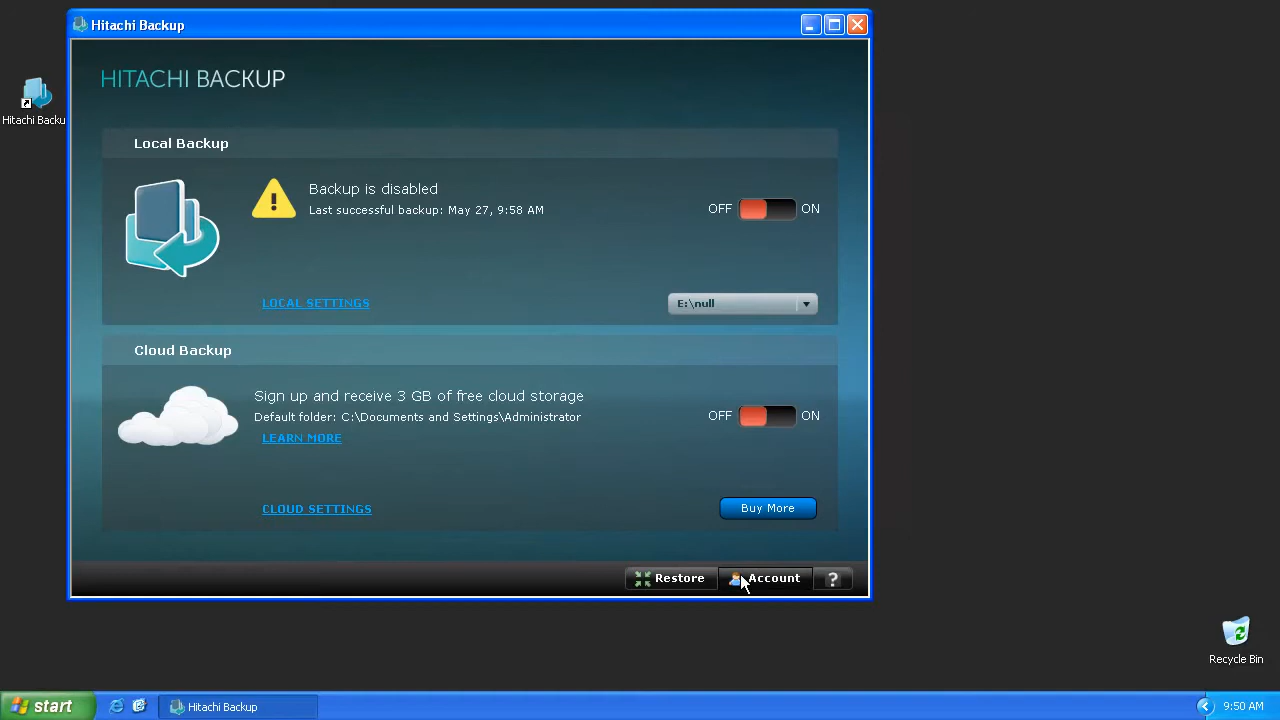 Hitachi Backup
Hitachi Backu
HITACHI BACKUP
Local Backup
Backup is disabled
Last successful backup: May 27, 9:58 AM
OFF ON
LOCAL SETTINGS
E:\null
Cloud Backup
Sign up and receive 3 GB of free cloud storage
Default folder: C:\Documents and Settings\Administrator
LEARN MORE
OFF ON
CLOUD SETTINGS
Buy More
Restore Account ?
Recycle Bin
start Hitachi Backup 9:50 AM